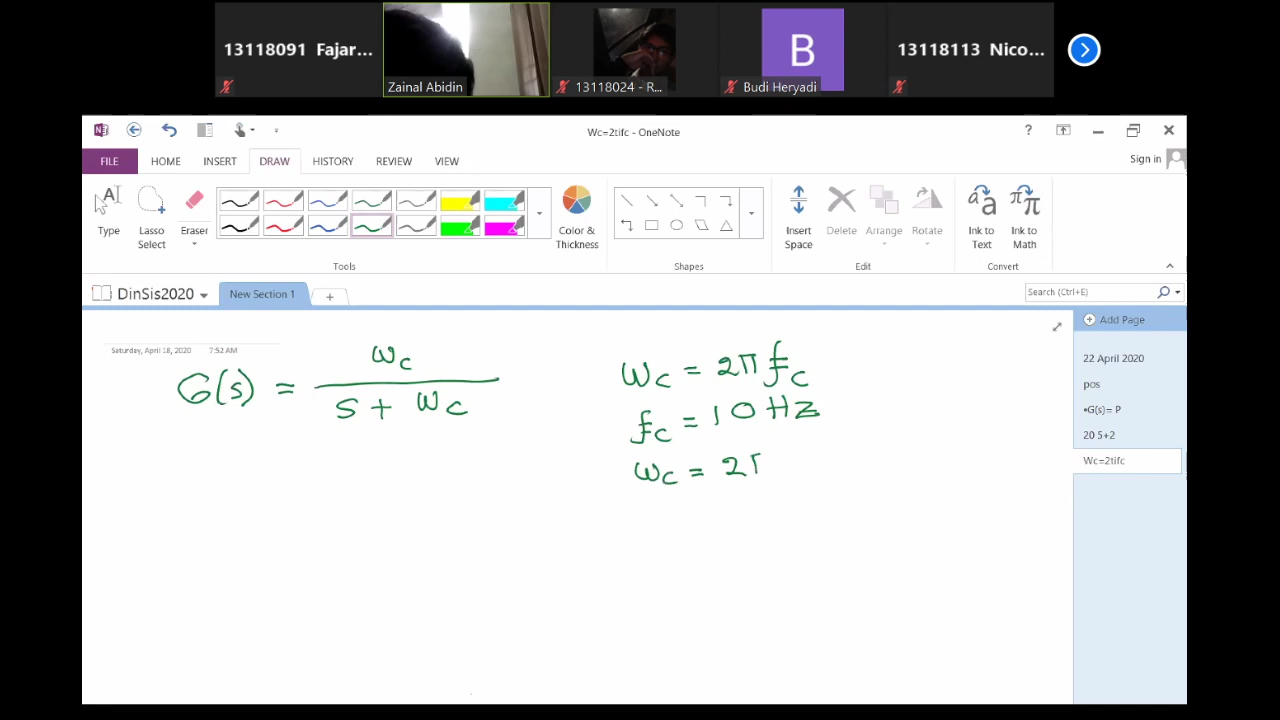 13118091 Fajar...
Zainal Abidin
13118024 - R...
B
Budi Heryadi
13118113 Nico...
Wc=2tifc - OneNote
?
FILE HOME INSERT DRAW HISTORY REVIEW VIEW
Sign in
Type
Lasso Select
Eraser
Color & Thickness
Insert Space
Delete
Arrange
Rotate
Ink to Text
Ink to Math
Tools
Shapes
Edit
Convert
DinSis2020
New Section 1
+
Search (Ctrl+E)
Add Page
22 April 2020
pos
•G(s)= P
20 5+2
Wc=2tifc
Saturday, April 18, 2020 7:52 AM
G(s) = ωc / (s + ωc)
ωc = 2π fc
fc = 10 Hz
ωc = 2π